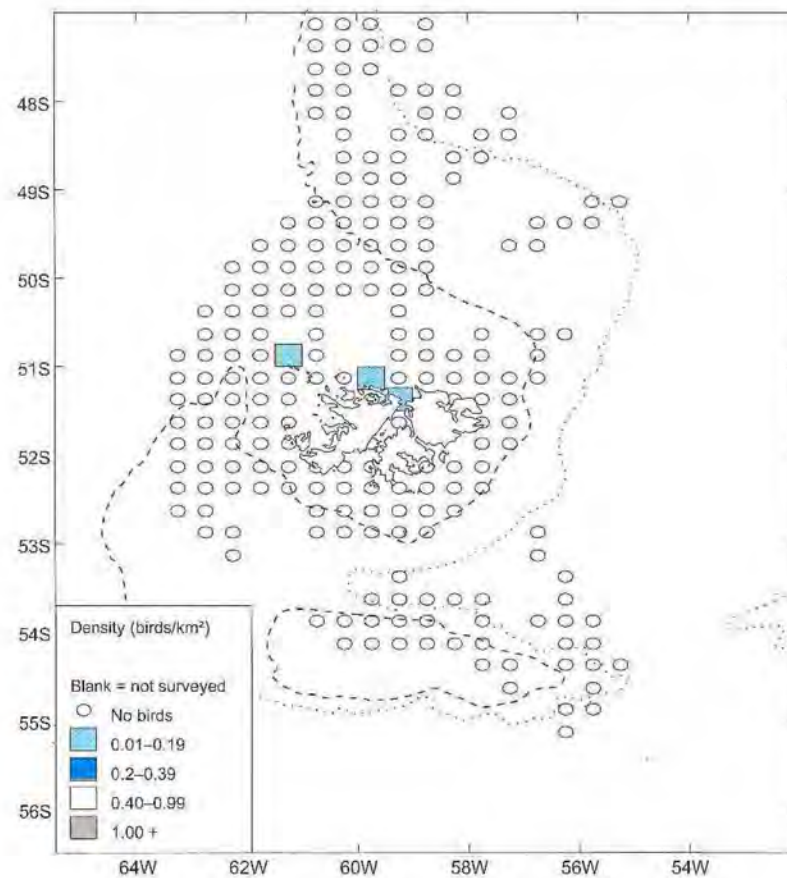 48S
49S
50S
51S
52S
53S
54S
55S
56S
Density (birds/km²)
Blank = not surveyed
No birds
0.01–0.19
0.2–0.39
0.40–0.99
1.00 +
64W 62W 60W 58W 56W 54W